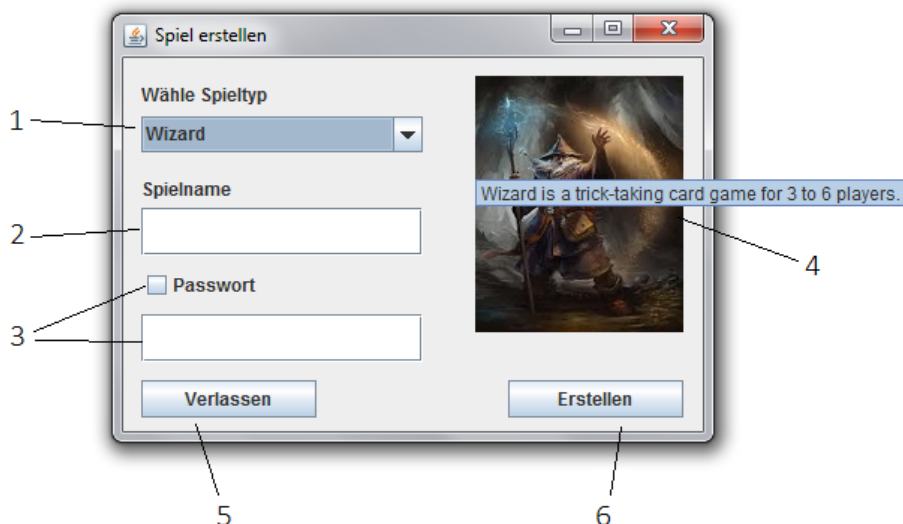 Spiel erstellen
Wähle Spieltyp
1
Wizard
Spielname
Wizard is a trick-taking card game for 3 to 6 players.
2
4
Passwort
3
Verlassen
Erstellen
5
6